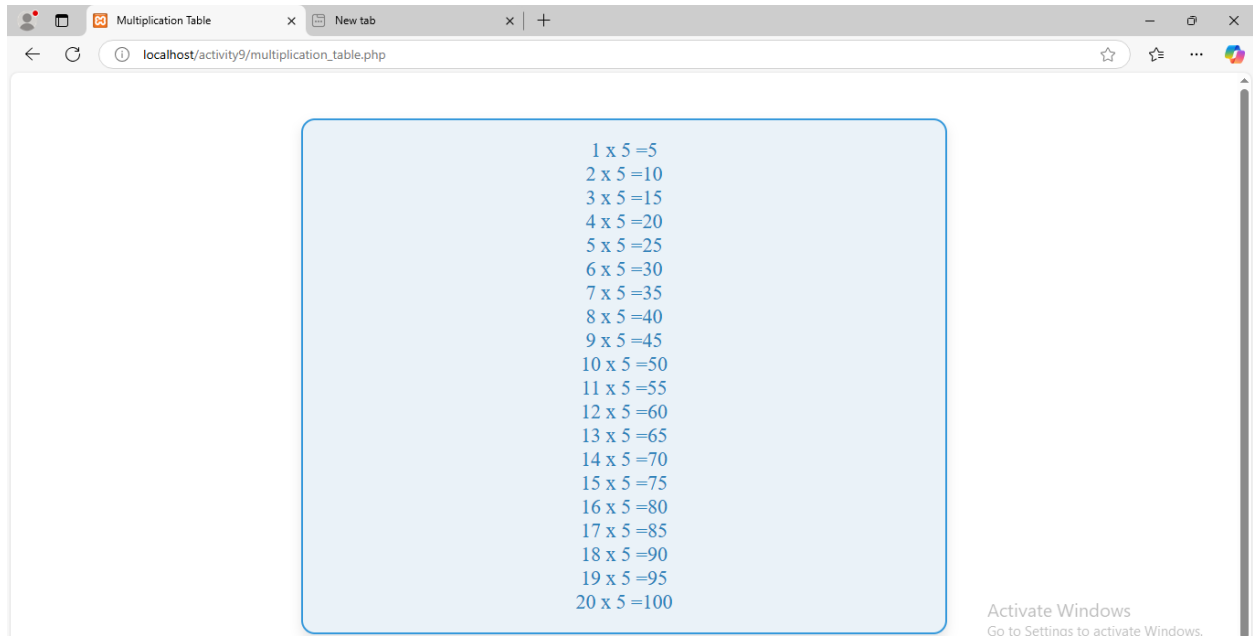 Multiplication Table
New tab
localhost/activity9/multiplication_table.php
1 x 5 =5
2 x 5 =10
3 x 5 =15
4 x 5 =20
5 x 5 =25
6 x 5 =30
7 x 5 =35
8 x 5 =40
9 x 5 =45
10 x 5 =50
11 x 5 =55
12 x 5 =60
13 x 5 =65
14 x 5 =70
15 x 5 =75
16 x 5 =80
17 x 5 =85
18 x 5 =90
19 x 5 =95
20 x 5 =100
Activate Windows
Go to Settings to activate Windows.